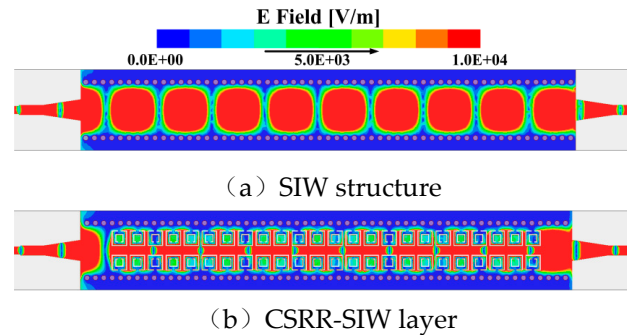 E Field [V/m]
0.0E+00 5.0E+03 1.0E+04
（a）SIW structure
（b）CSRR-SIW layer